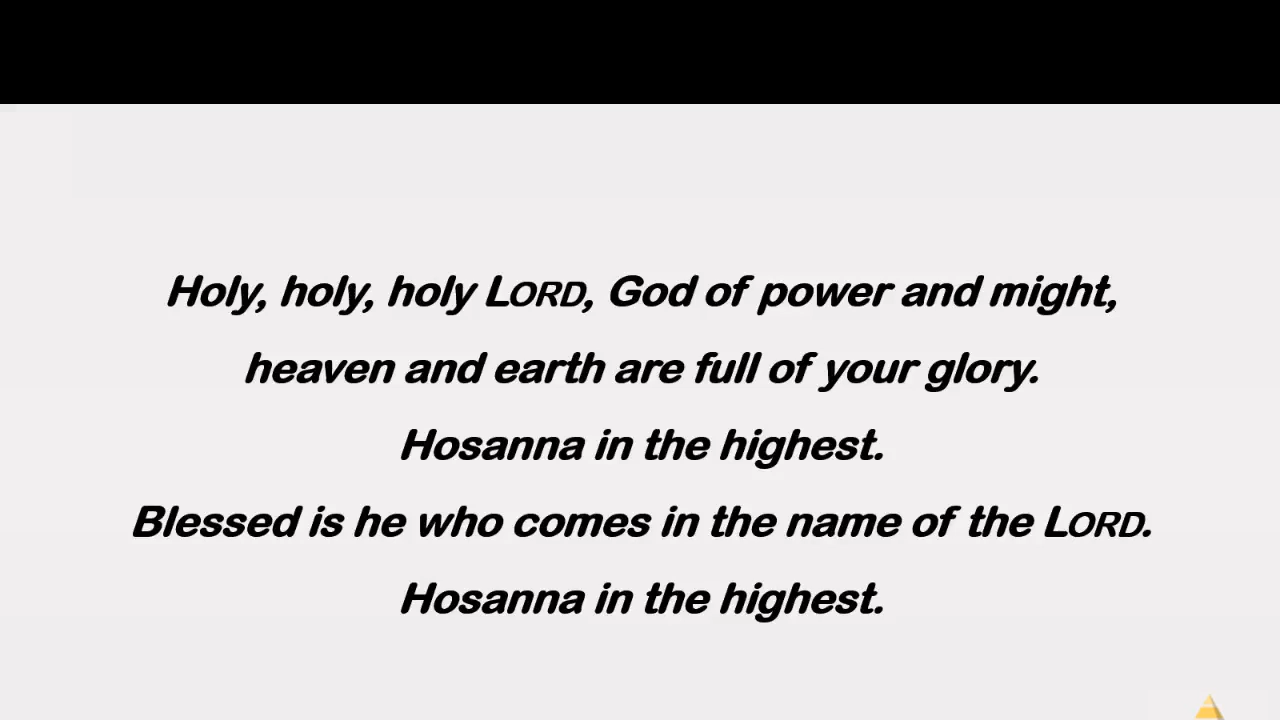 Holy, holy, holy LORD, God of power and might,
heaven and earth are full of your glory.
Hosanna in the highest.
Blessed is he who comes in the name of the LORD.
Hosanna in the highest.